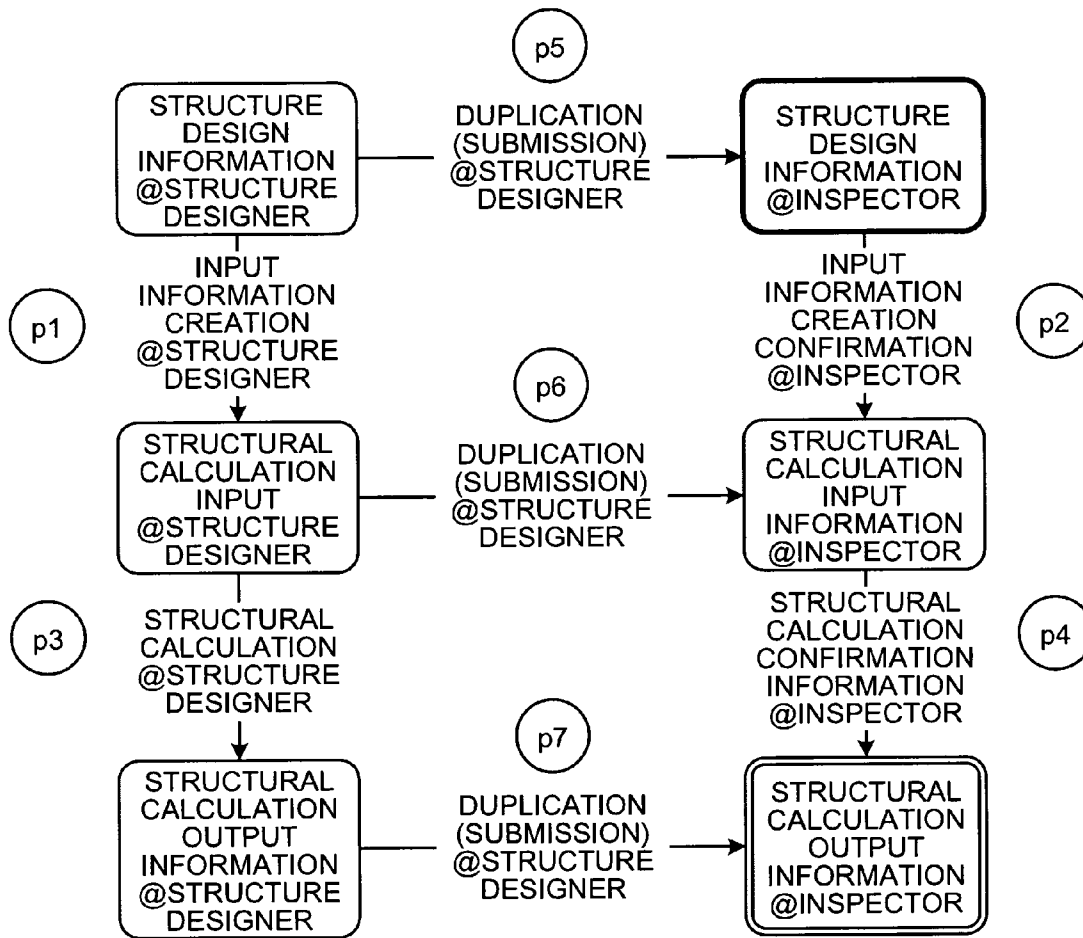 p5
STRUCTURE
DESIGN
INFORMATION
@STRUCTURE
DESIGNER
DUPLICATION
(SUBMISSION)
@STRUCTURE
DESIGNER
STRUCTURE
DESIGN
INFORMATION
@INSPECTOR
p1
INPUT
INFORMATION
CREATION
@STRUCTURE
DESIGNER
INPUT
INFORMATION
CREATION
CONFIRMATION
@INSPECTOR
p2
p6
STRUCTURAL
CALCULATION
INPUT
@STRUCTURE
DESIGNER
DUPLICATION
(SUBMISSION)
@STRUCTURE
DESIGNER
STRUCTURAL
CALCULATION
INPUT
INFORMATION
@INSPECTOR
p3
STRUCTURAL
CALCULATION
@STRUCTURE
DESIGNER
STRUCTURAL
CALCULATION
CONFIRMATION
INFORMATION
@INSPECTOR
p4
p7
STRUCTURAL
CALCULATION
OUTPUT
INFORMATION
@STRUCTURE
DESIGNER
DUPLICATION
(SUBMISSION)
@STRUCTURE
DESIGNER
STRUCTURAL
CALCULATION
OUTPUT
INFORMATION
@INSPECTOR